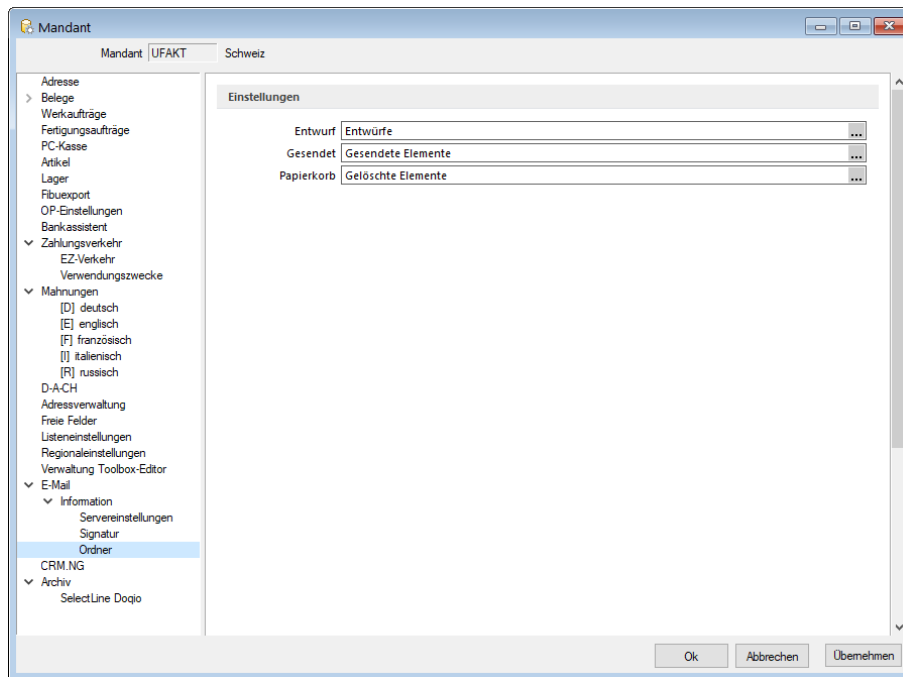 Mandant
Mandant UFAKT Schweiz
Adresse
Belege
Werkaufträge
Fertigungsaufträge
PC-Kasse
Artikel
Lager
Fibuexport
OP-Einstellungen
Bankassistent
Zahlungsverkehr
EZ-Verkehr
Verwendungszwecke
Mahnungen
[D] deutsch
[E] englisch
[F] französisch
[I] italienisch
[R] russisch
D-A-CH
Adressverwaltung
Freie Felder
Listeneinstellungen
Regionaleinstellungen
Verwaltung Toolbox-Editor
E-Mail
Information
Servereinstellungen
Signatur
Ordner
CRM.NG
Archiv
SelectLine Doqio
Einstellungen
Entwurf Entwürfe ...
Gesendet Gesendete Elemente ...
Papierkorb Gelöschte Elemente ...
Ok Abbrechen Übernehmen